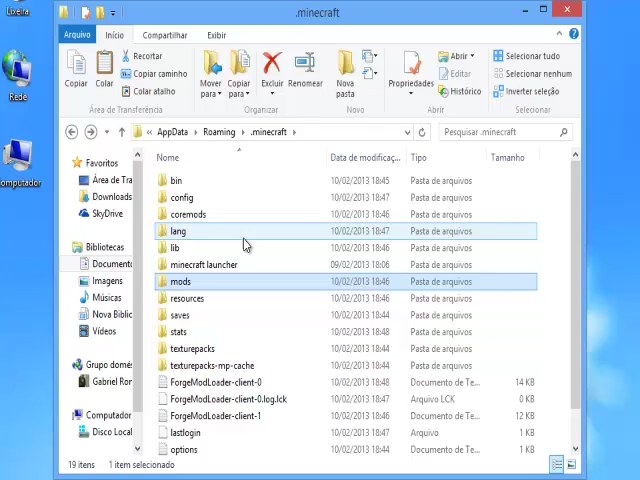 Lixeira
Rede
omputador
.minecraft
Arquivo Início Compartilhar Exibir
Copiar
Colar
Recortar
Copiar caminho
Colar atalho
Área de Transferência
Mover para
Copiar para
Excluir
Renomear
Organizar
Nova pasta
Novo
Propriedades
Abrir
Editar
Histórico
Abrir
Selecionar tudo
Selecionar nenhum
Inverter seleção
Selecionar
« AppData Roaming .minecraft
Pesquisar .minecraft
Favoritos
Área de Tra
Downloads
SkyDrive
Bibliotecas
Document
Imagens
Músicas
Nova Biblio
Vídeos
Grupo domés
Gabriel Ron
Computador
Disco Local
Nome Data de modificaç... Tipo Tamanho
bin 10/02/2013 18:45 Pasta de arquivos
config 10/02/2013 18:47 Pasta de arquivos
coremods 10/02/2013 18:46 Pasta de arquivos
lang 10/02/2013 18:47 Pasta de arquivos
lib 10/02/2013 18:46 Pasta de arquivos
minecraft launcher 09/02/2013 18:06 Pasta de arquivos
mods 10/02/2013 18:46 Pasta de arquivos
resources 10/02/2013 18:46 Pasta de arquivos
saves 10/02/2013 18:44 Pasta de arquivos
stats 10/02/2013 18:48 Pasta de arquivos
texturepacks 10/02/2013 18:44 Pasta de arquivos
texturepacks-mp-cache 10/02/2013 18:44 Pasta de arquivos
ForgeModLoader-client-0 10/02/2013 18:48 Documento de Te... 14 KB
ForgeModLoader-client-0.log.lck 10/02/2013 18:47 Arquivo LCK 0 KB
ForgeModLoader-client-1 10/02/2013 18:46 Documento de Te... 12 KB
lastlogin 10/02/2013 18:47 Arquivo 1 KB
options 10/02/2013 18:44 Documento de Te... 1 KB
19 itens 1 item selecionado